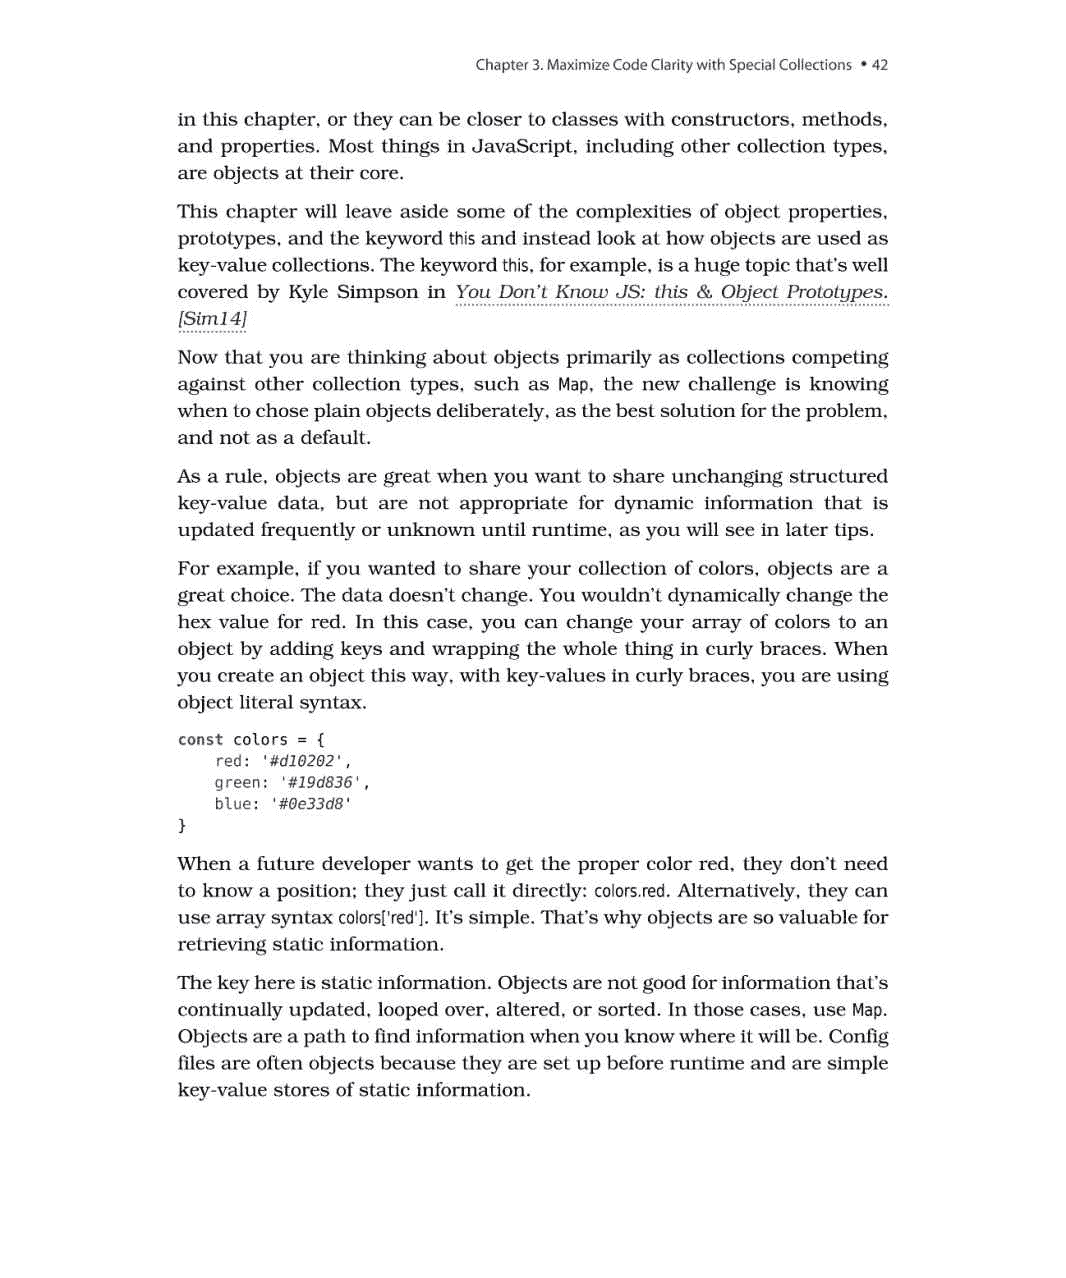 Chapter 3. Maximize Code Clarity with Special Collections • 42
in this chapter, or they can be closer to classes with constructors, methods,
and properties. Most things in JavaScript, including other collection types,
are objects at their core.
This chapter will leave aside some of the complexities of object properties,
prototypes, and the keyword this and instead look at how objects are used as
key-value collections. The keyword this, for example, is a huge topic that's well
covered by Kyle Simpson in You Don't Know JS: this & Object Prototypes.
[Sim14]
Now that you are thinking about objects primarily as collections competing
against other collection types, such as Map, the new challenge is knowing
when to chose plain objects deliberately, as the best solution for the problem,
and not as a default.
As a rule, objects are great when you want to share unchanging structured
key-value data, but are not appropriate for dynamic information that is
updated frequently or unknown until runtime, as you will see in later tips.
For example, if you wanted to share your collection of colors, objects are a
great choice. The data doesn't change. You wouldn't dynamically change the
hex value for red. In this case, you can change your array of colors to an
object by adding keys and wrapping the whole thing in curly braces. When
you create an object this way, with key-values in curly braces, you are using
object literal syntax.
const colors = {
    red: '#d10202',
    green: '#19d836',
    blue: '#0e33d8'
}
When a future developer wants to get the proper color red, they don't need
to know a position; they just call it directly: colors.red. Alternatively, they can
use array syntax colors['red']. It's simple. That's why objects are so valuable for
retrieving static information.
The key here is static information. Objects are not good for information that's
continually updated, looped over, altered, or sorted. In those cases, use Map.
Objects are a path to find information when you know where it will be. Config
files are often objects because they are set up before runtime and are simple
key-value stores of static information.